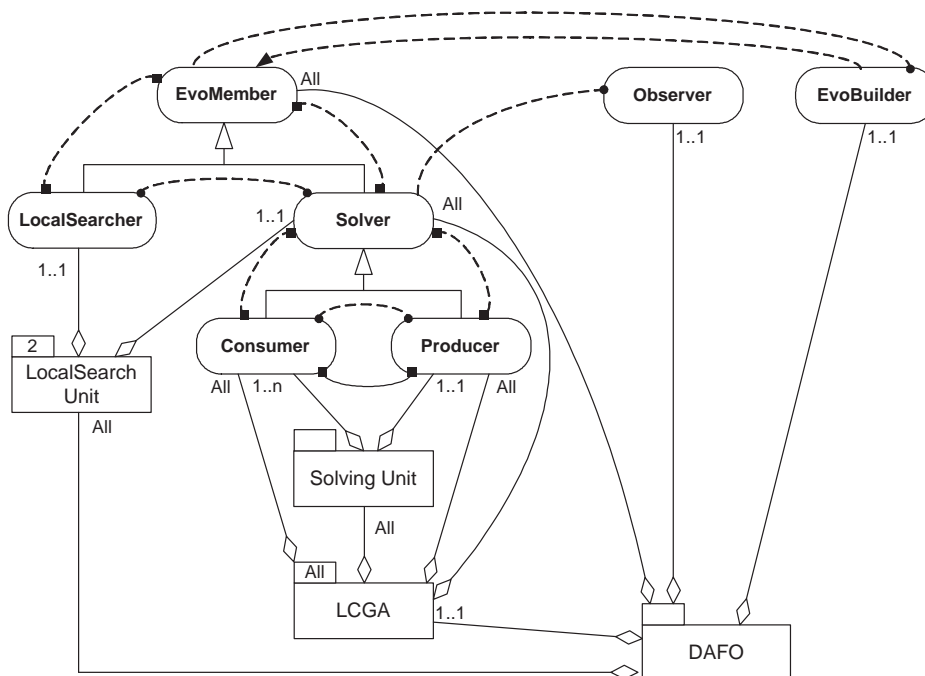 All
EvoMember
Observer
EvoBuilder
1..1
1..1
All
LocalSearcher
1..1
Solver
1..1
2
Consumer
Producer
LocalSearch
Unit
All
1..n
1..1
All
All
Solving Unit
All
All
LCGA
1..1
DAFO